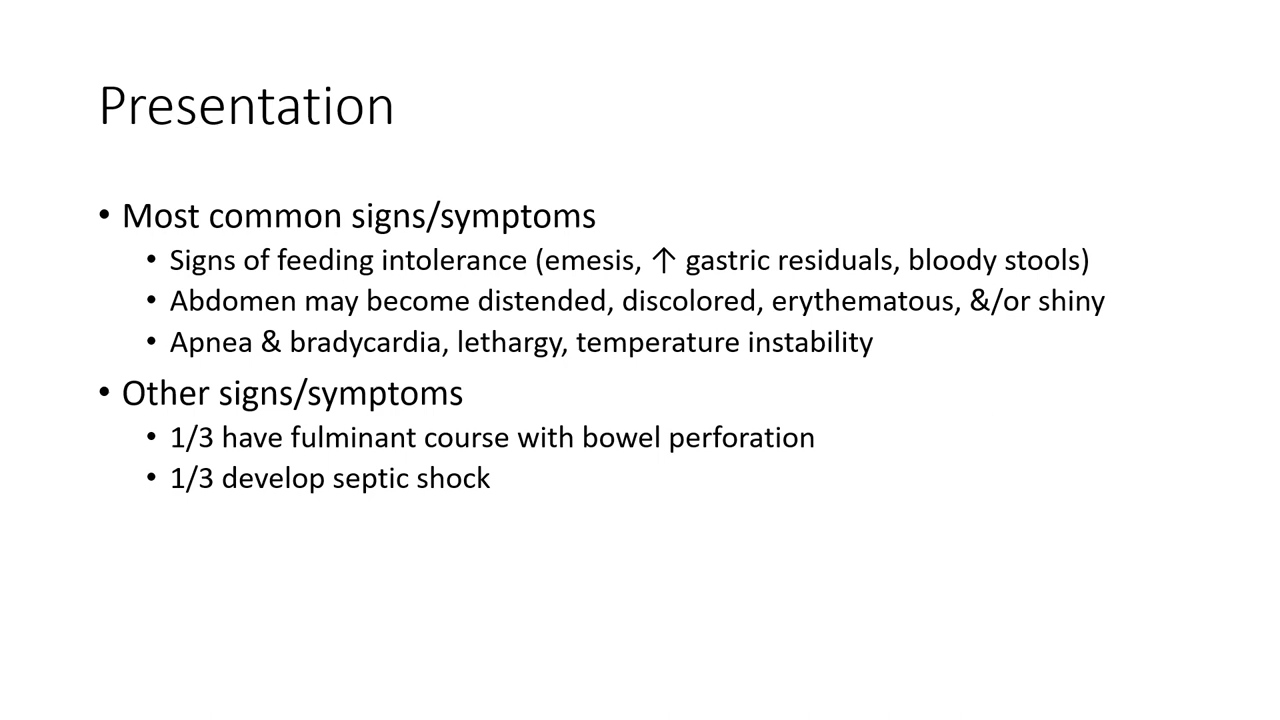 Presentation
• Most common signs/symptoms
• Signs of feeding intolerance (emesis, ↑ gastric residuals, bloody stools)
• Abdomen may become distended, discolored, erythematous, &/or shiny
• Apnea & bradycardia, lethargy, temperature instability
• Other signs/symptoms
• 1/3 have fulminant course with bowel perforation
• 1/3 develop septic shock